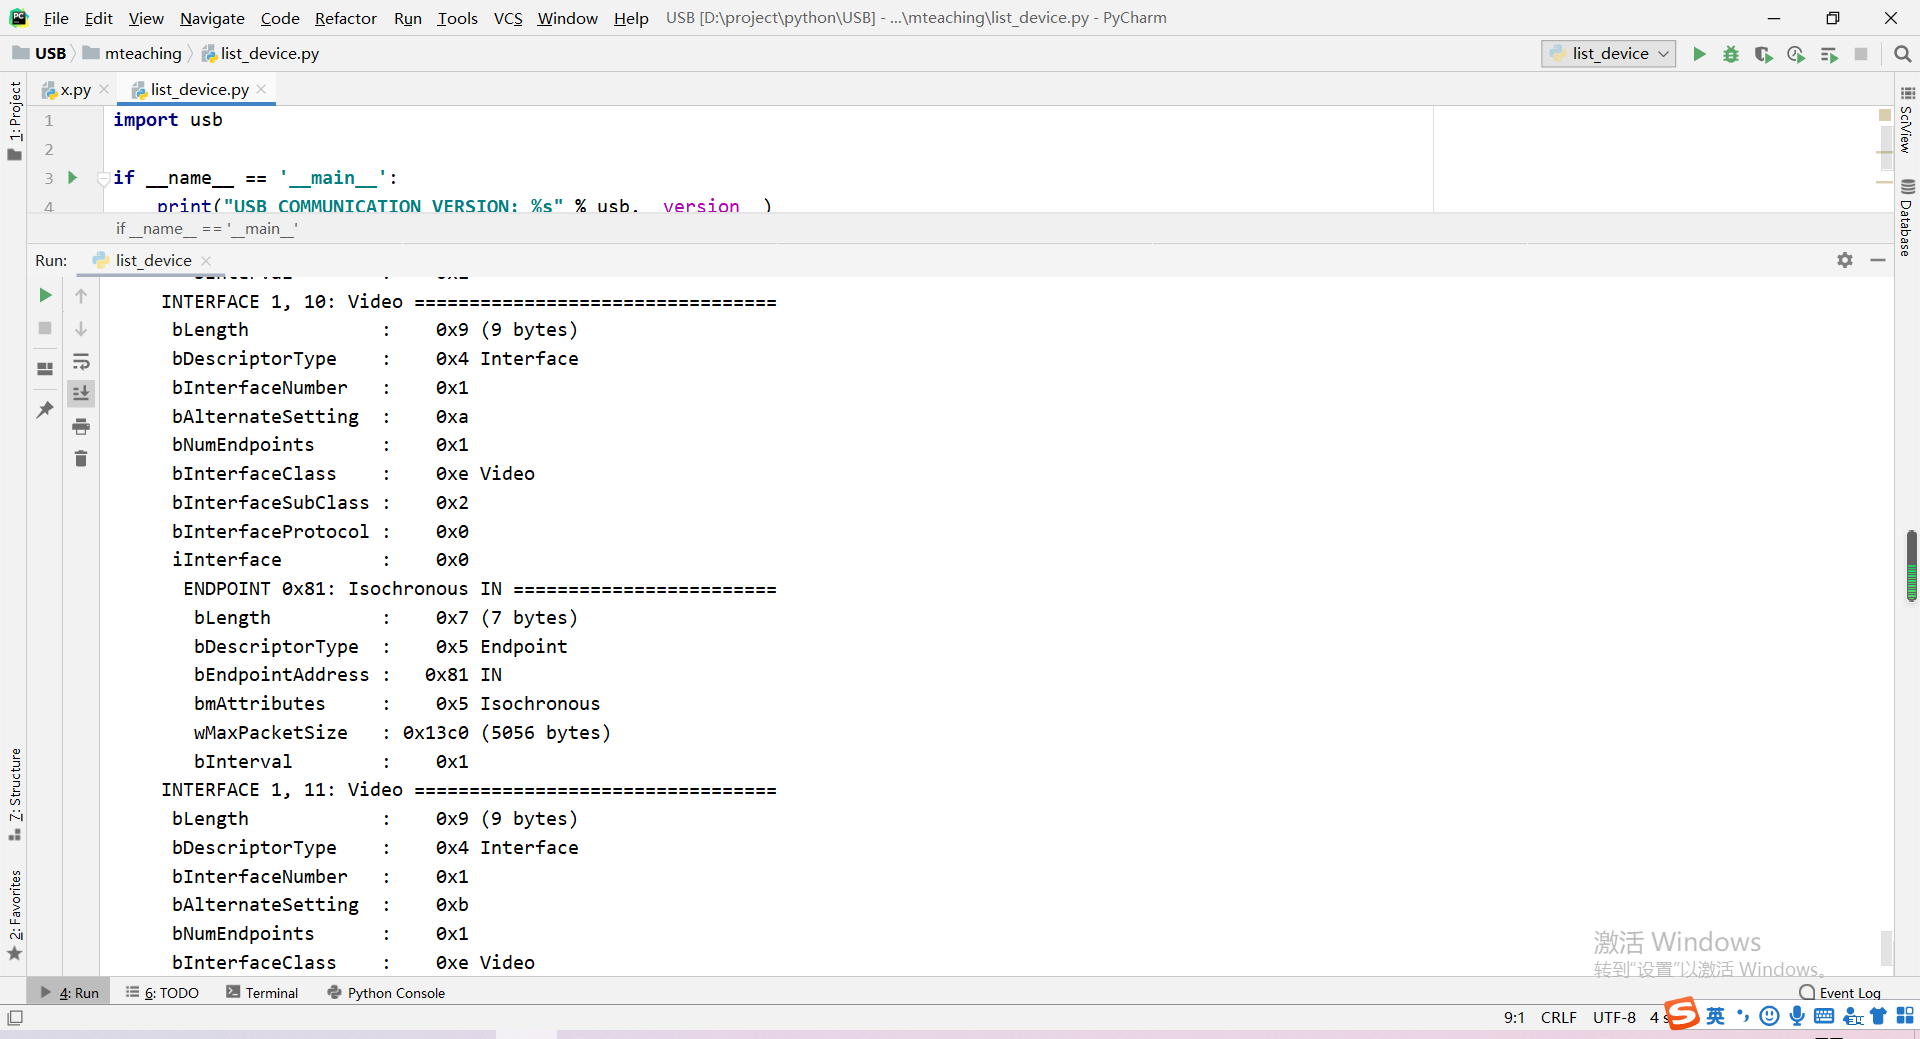 File Edit View Navigate Code Refactor Run Tools VCS Window Help USB [D:\project\python\USB] - ...\mteaching\list_device.py - PyCharm
USB mteaching list_device.py list_device
x.py list_device.py
1: Project
1 import usb
2
3 if __name__ == '__main__':
4 print("USB COMMUNICATION VERSION: %s" % usb.__version__)
if __name__ == '__main__'
SciView
Database
Run: list_device
INTERFACE 1, 10: Video =================================
bLength : 0x9 (9 bytes)
bDescriptorType : 0x4 Interface
bInterfaceNumber : 0x1
bAlternateSetting : 0xa
bNumEndpoints : 0x1
bInterfaceClass : 0xe Video
bInterfaceSubClass : 0x2
bInterfaceProtocol : 0x0
iInterface : 0x0
ENDPOINT 0x81: Isochronous IN ========================
bLength : 0x7 (7 bytes)
bDescriptorType : 0x5 Endpoint
bEndpointAddress : 0x81 IN
bmAttributes : 0x5 Isochronous
wMaxPacketSize : 0x13c0 (5056 bytes)
bInterval : 0x1
INTERFACE 1, 11: Video =================================
bLength : 0x9 (9 bytes)
bDescriptorType : 0x4 Interface
bInterfaceNumber : 0x1
bAlternateSetting : 0xb
bNumEndpoints : 0x1
bInterfaceClass : 0xe Video
7: Structure
2: Favorites
激活 Windows
转到“设置”以激活 Windows。
4: Run 6: TODO Terminal Python Console Event Log
9:1 CRLF UTF-8 4 s 英